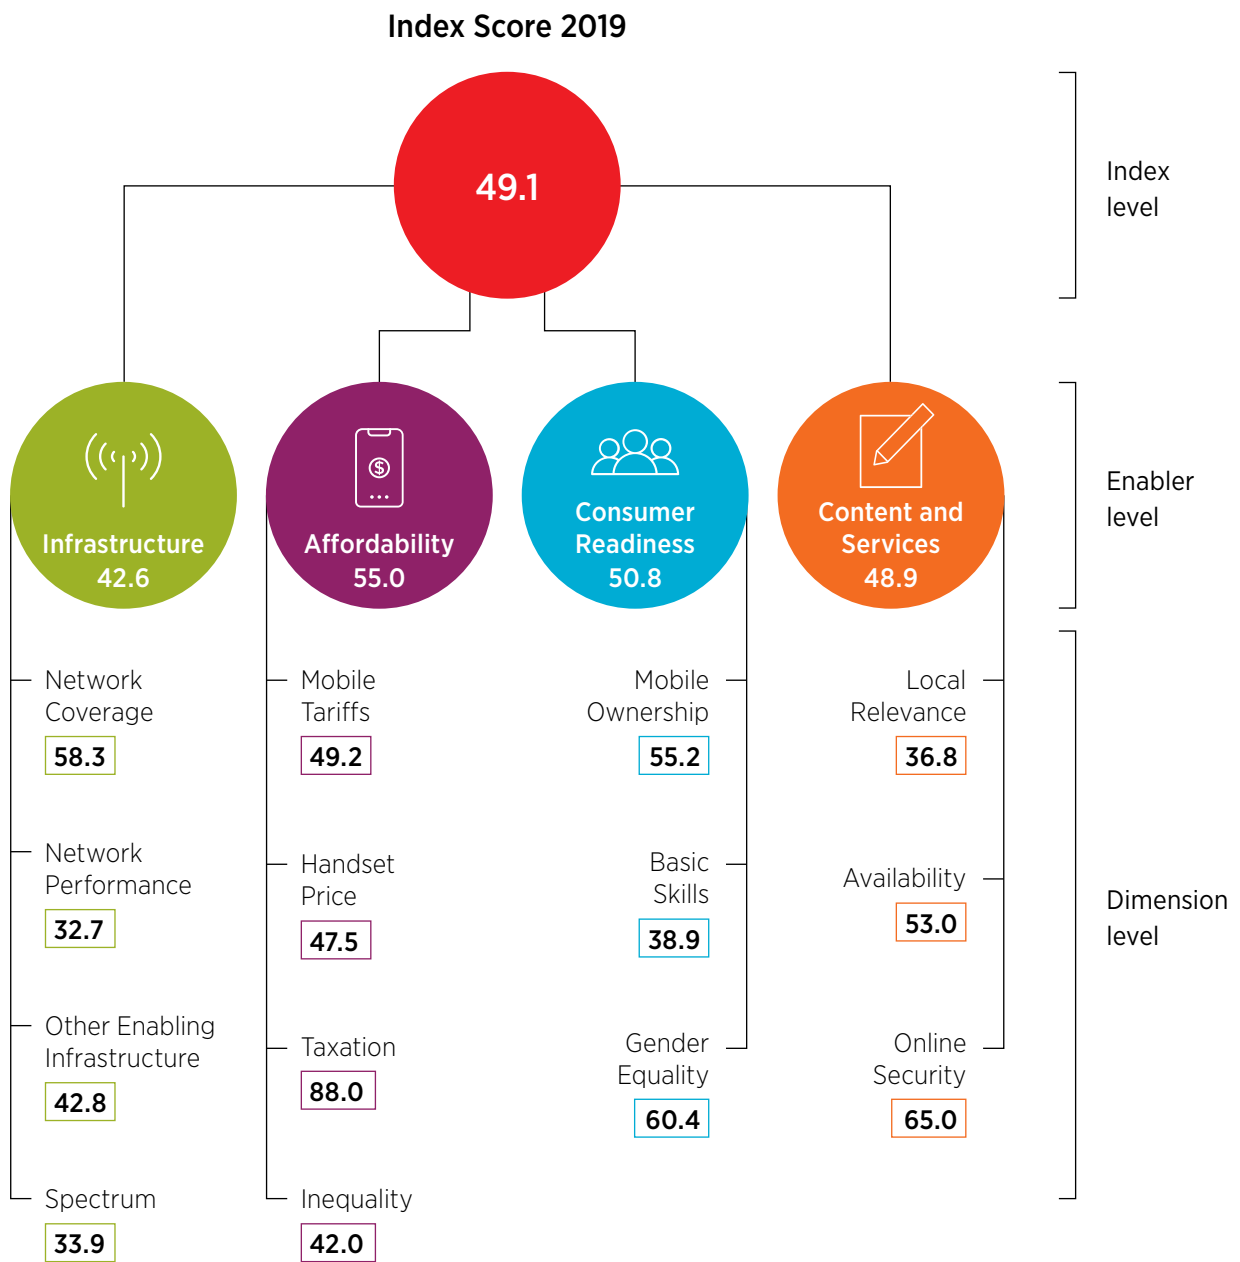 Index Score 2019
49.1
Index
level
Infrastructure
42.6
$
Affordability
55.0
Consumer
Readiness
50.8
Content and
Services
48.9
Enabler
level
Network
Coverage
58.3
Network
Performance
32.7
Other Enabling
Infrastructure
42.8
Spectrum
33.9
Mobile
Tariffs
49.2
Handset
Price
47.5
Taxation
88.0
Inequality
42.0
Mobile
Ownership
55.2
Basic
Skills
38.9
Gender
Equality
60.4
Local
Relevance
36.8
Availability
53.0
Online
Security
65.0
Dimension
level